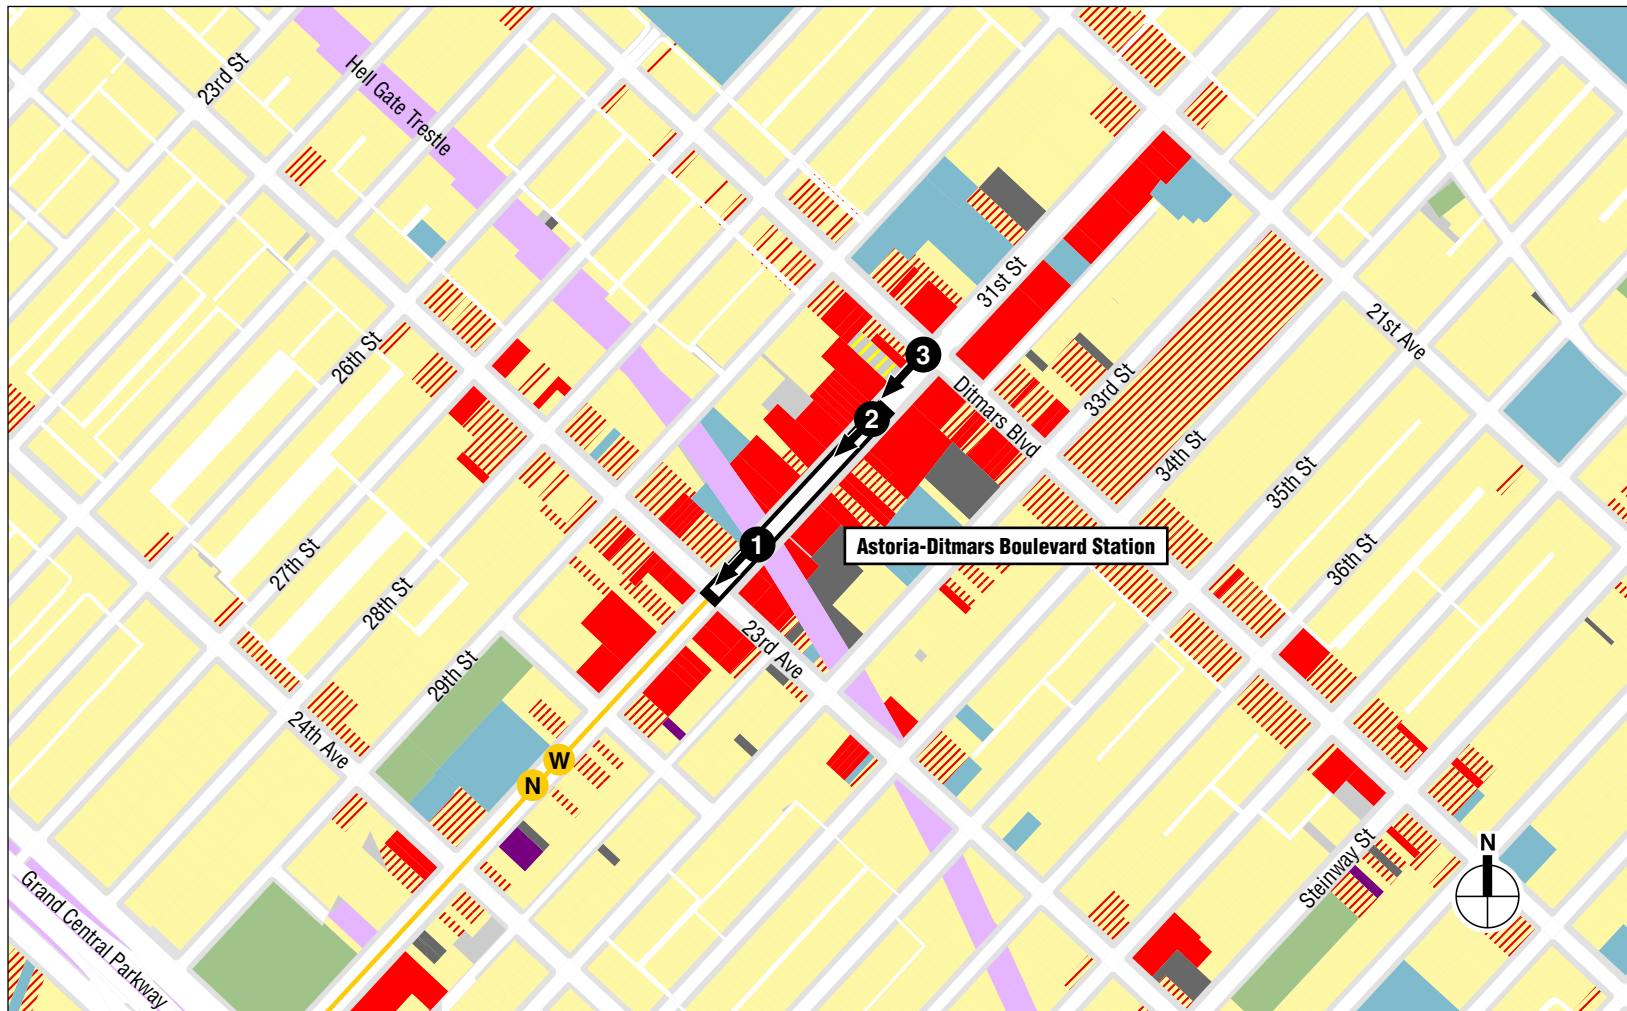 23rd St
Hell Gate Trestle
31st St
21st Ave
26th St
3
Ditmars Blvd
33rd St
2
34th St
35th St
1
Astoria-Ditmars Boulevard Station
27th St
28th St
36th St
23rd Ave
29th St
24th Ave
W
N
N
Steinway St
Grand Central Parkway